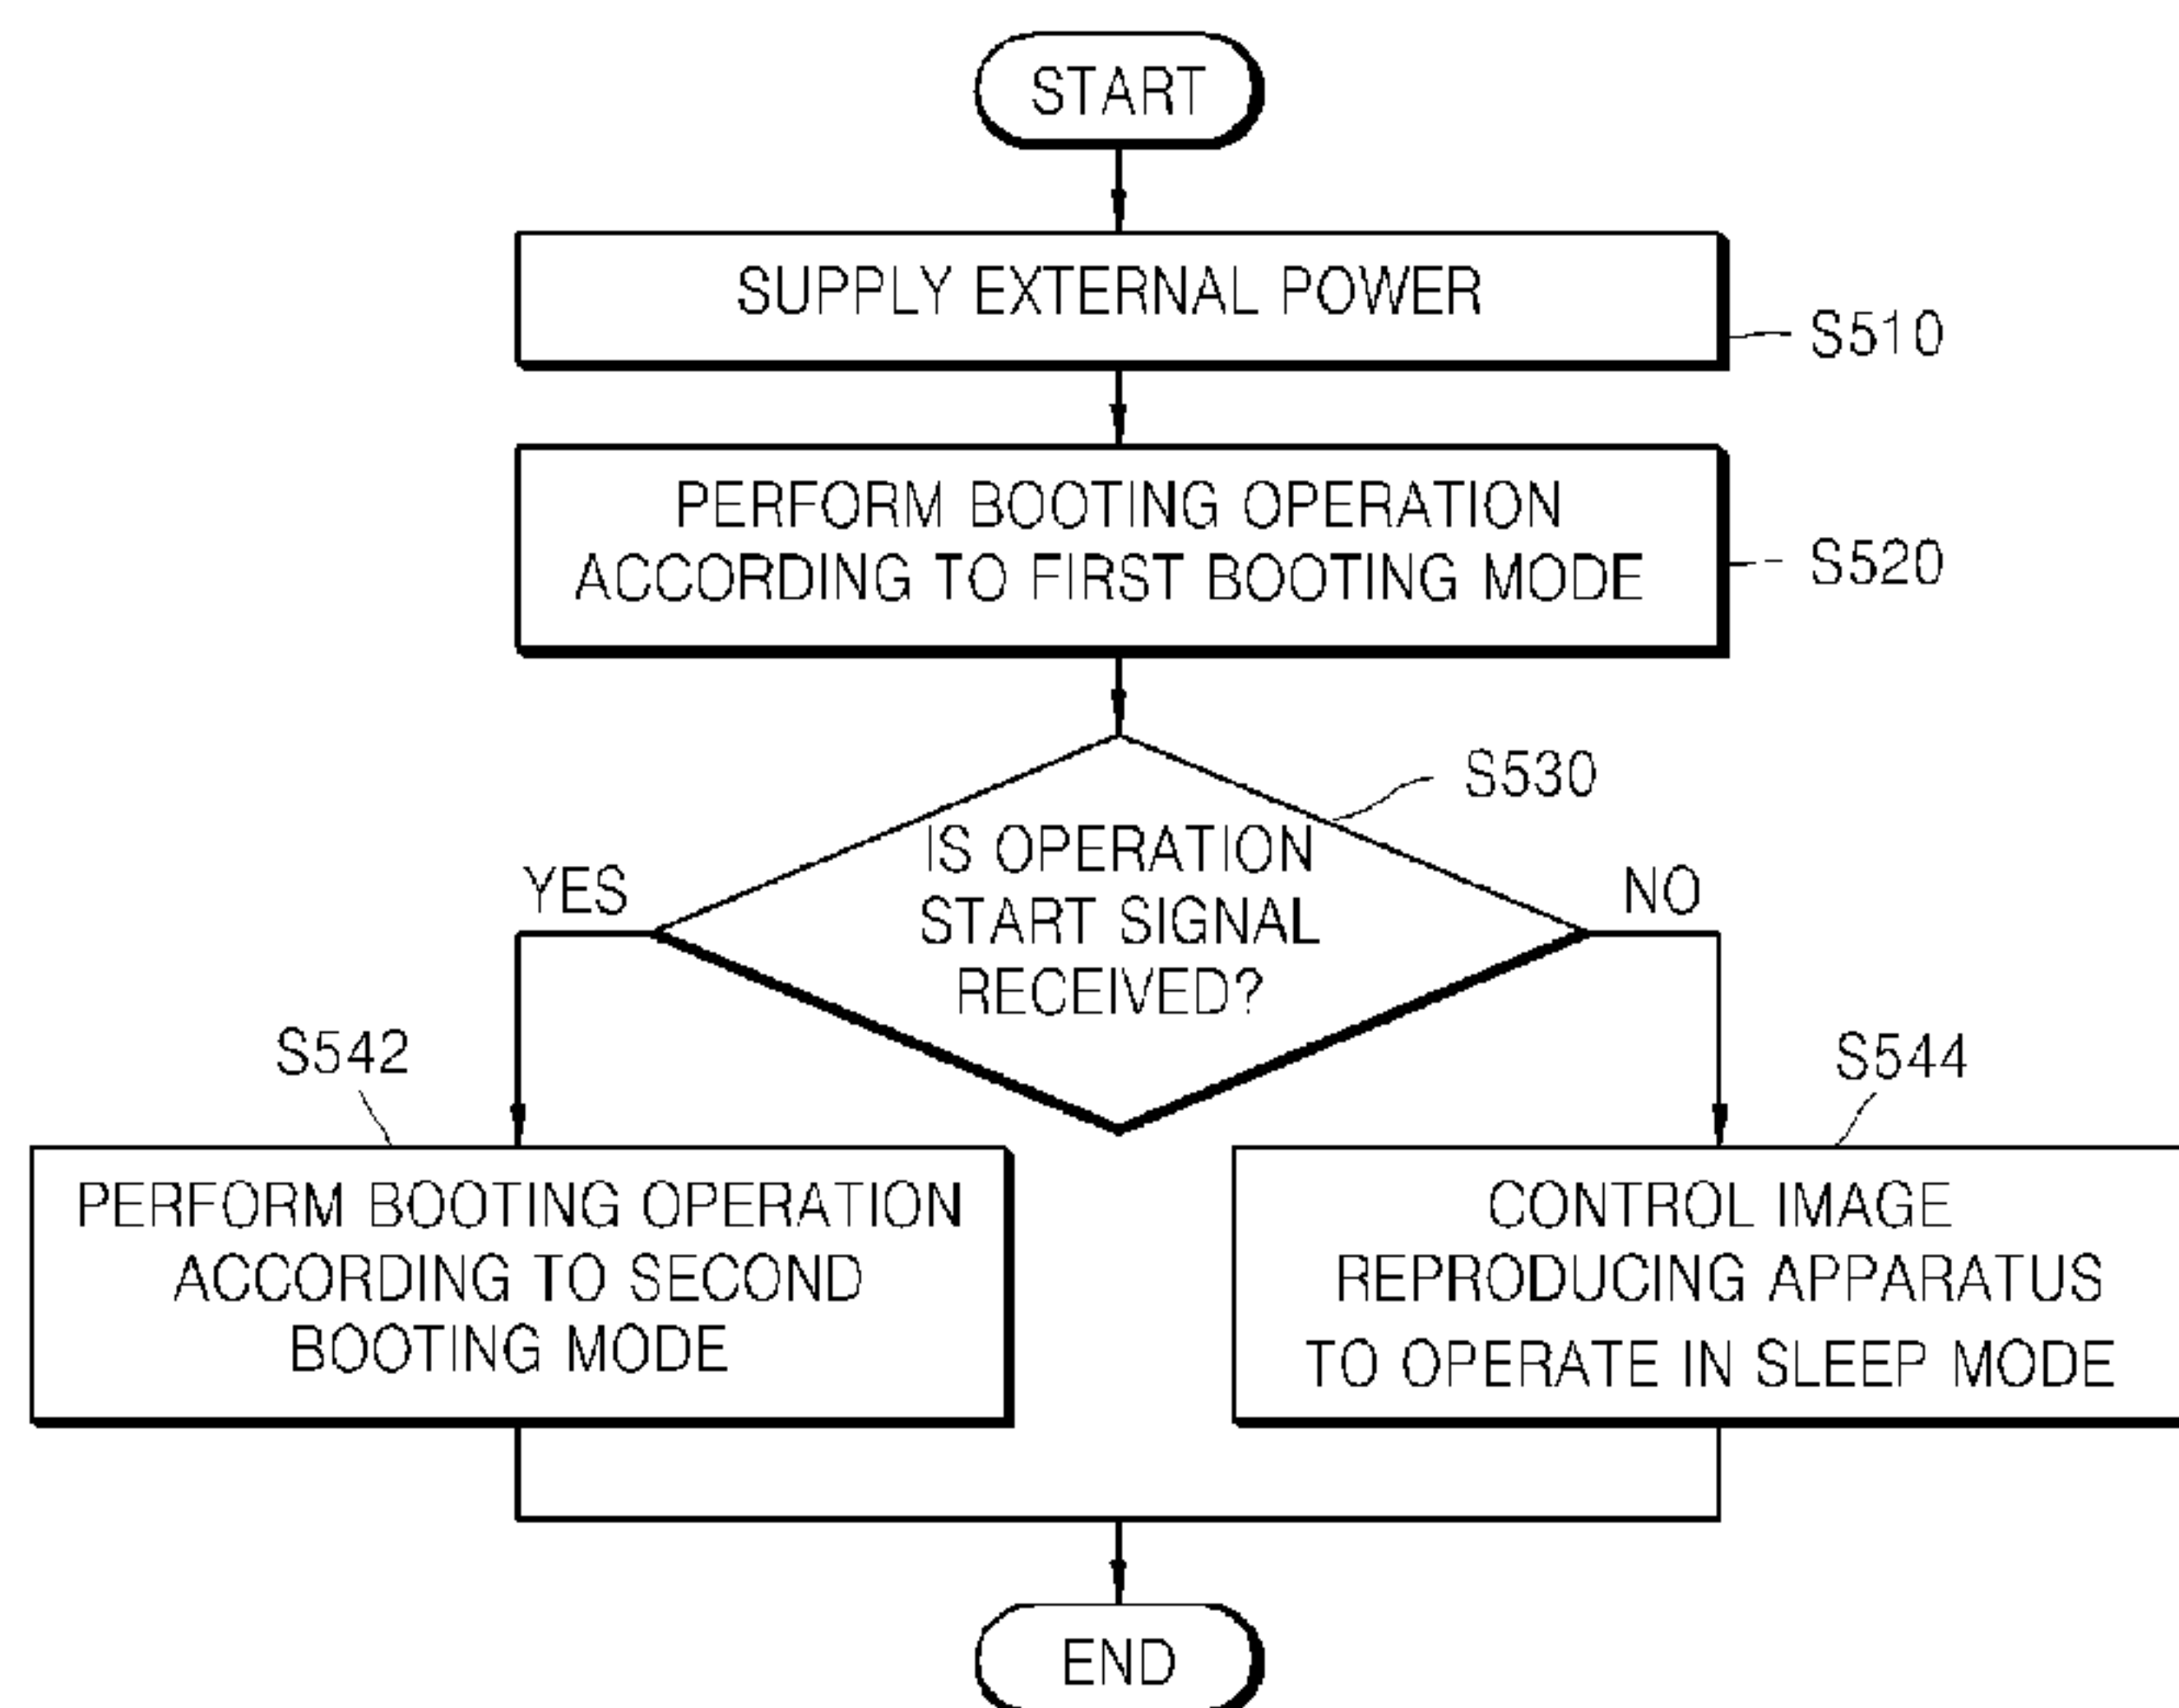 START
SUPPLY EXTERNAL POWER
S510
PERFORM BOOTING OPERATION
ACCORDING TO FIRST BOOTING MODE
S520
S530
IS OPERATION
START SIGNAL
RECEIVED?
YES
NO
S542
S544
PERFORM BOOTING OPERATION
ACCORDING TO SECOND
BOOTING MODE
CONTROL IMAGE
REPRODUCING APPARATUS
TO OPERATE IN SLEEP MODE
END